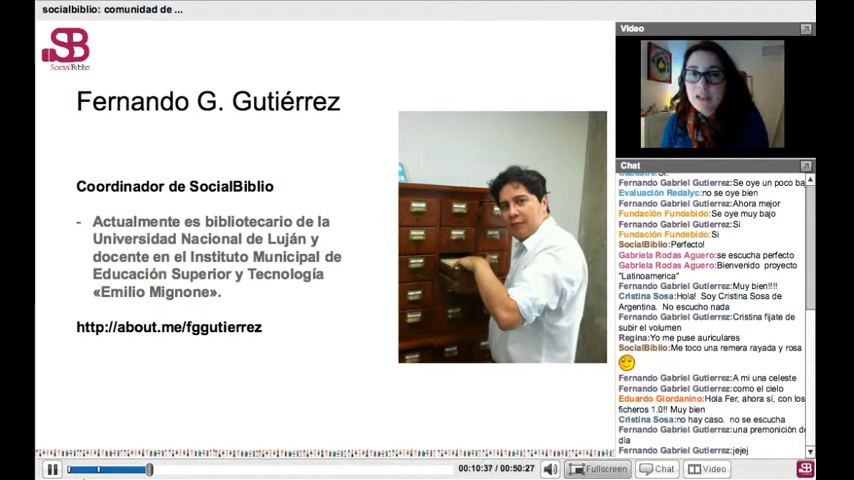 socialbiblio: comunidad de ...
SB
SocialBiblio
Fernando G. Gutiérrez
Coordinador de SocialBiblio
- Actualmente es bibliotecario de la
Universidad Nacional de Luján y
docente en el Instituto Municipal de
Educación Superior y Tecnología
«Emilio Mignone».
http://about.me/fggutierrez
Video
Chat
Fernando Gabriel Gutierrez:Se oye un poco ba
Evaluación Redalyc:no se oye bien
Fernando Gabriel Gutierrez:Ahora mejor
Fundación Fundebido:Se oye muy bajo
Fernando Gabriel Gutierrez:Si
Fundación Fundebido:Si
SocialBiblio:Perfecto!
Gabriela Rodas Aguero:se escucha perfecto
Gabriela Rodas Aguero:Bienvenido proyecto
"Latinoamerica"
Fernando Gabriel Gutierrez:Muy bien!!!!
Cristina Sosa:Hola! Soy Cristina Sosa de
Argentina. No escucho nada
Fernando Gabriel Gutierrez:Cristina fijate de
subir el volumen
Regina:Yo me puse auriculares
SocialBiblio:Me toco una remera rayada y rosa
Fernando Gabriel Gutierrez:A mi una celeste
Fernando Gabriel Gutierrez:como el cielo
Eduardo Giordanino:Hola Fer, ahora sí, con los
ficheros 1.0!! Muy bien
Cristina Sosa:no hay caso. no se escucha
Fernando Gabriel Gutierrez:una premonición de
día
Fernando Gabriel Gutierrez:jejej
00:10:37 / 00:50:27
Fullscreen
Chat
Video